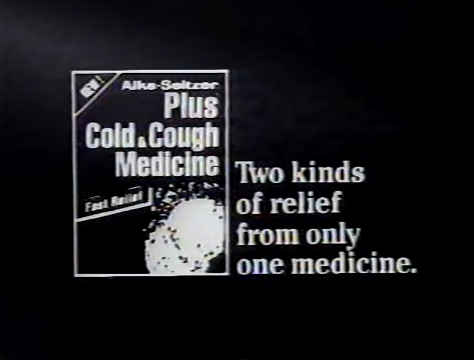 NEW!
Alka-Seltzer
Plus
Cold & Cough
Medicine
Fast Relief
Two kinds
of relief
from only
one medicine.